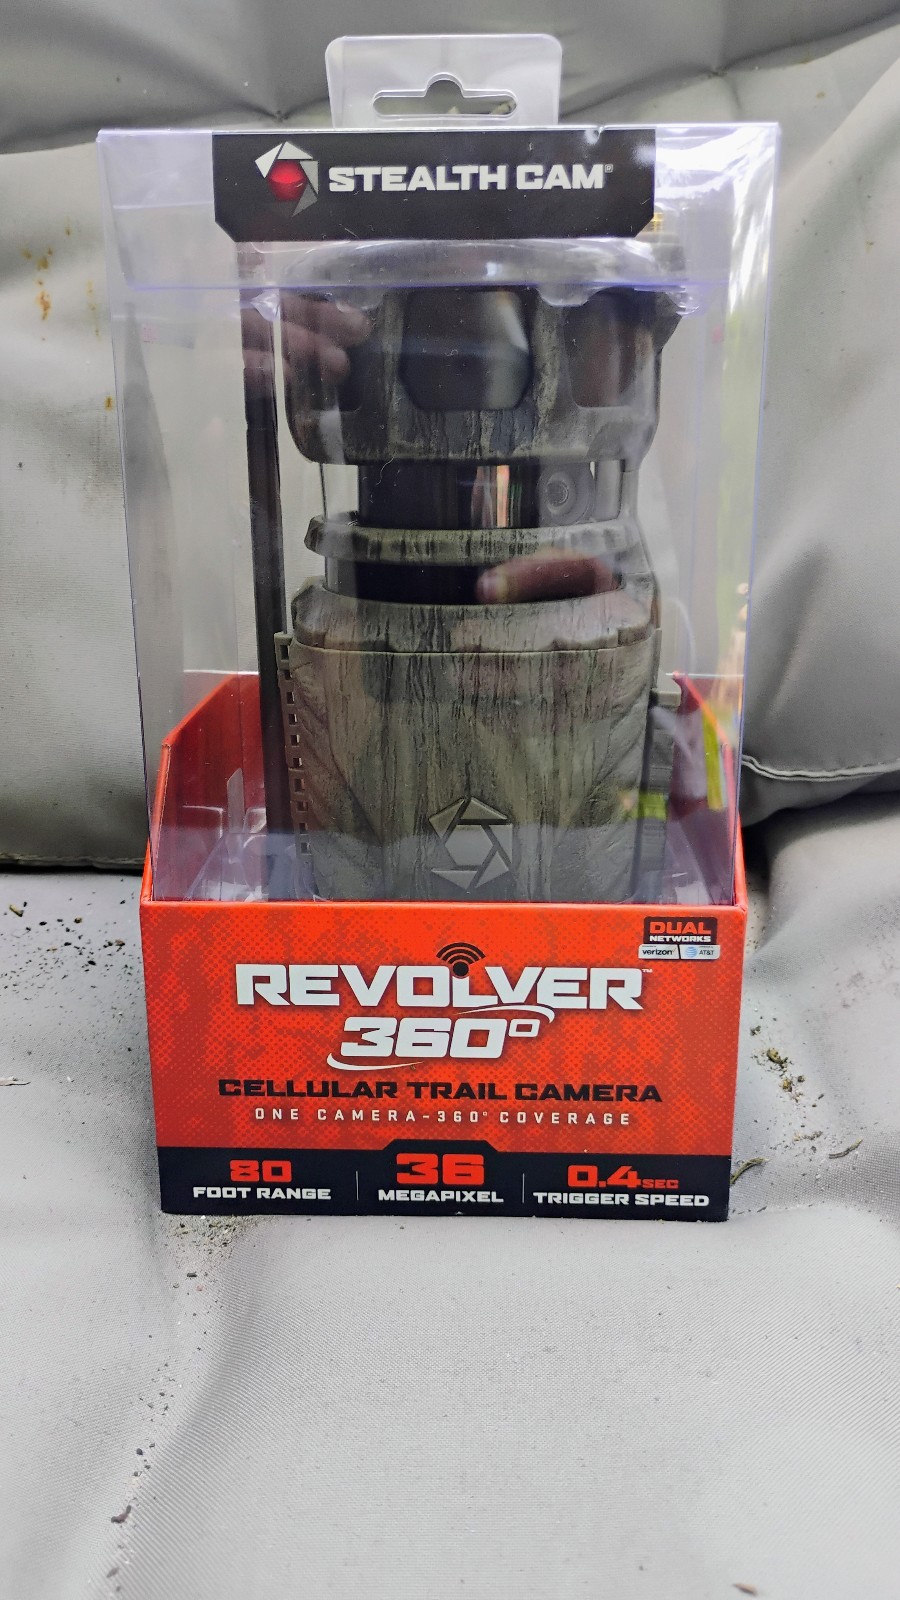 STEALTH CAM®
DUAL
NETWORKS
verizon AT&T
REVOLVER™
360°
CELLULAR TRAIL CAMERA
ONE CAMERA-360° COVERAGE
80
FOOT RANGE
36
MEGAPIXEL
0.4SEC
TRIGGER SPEED